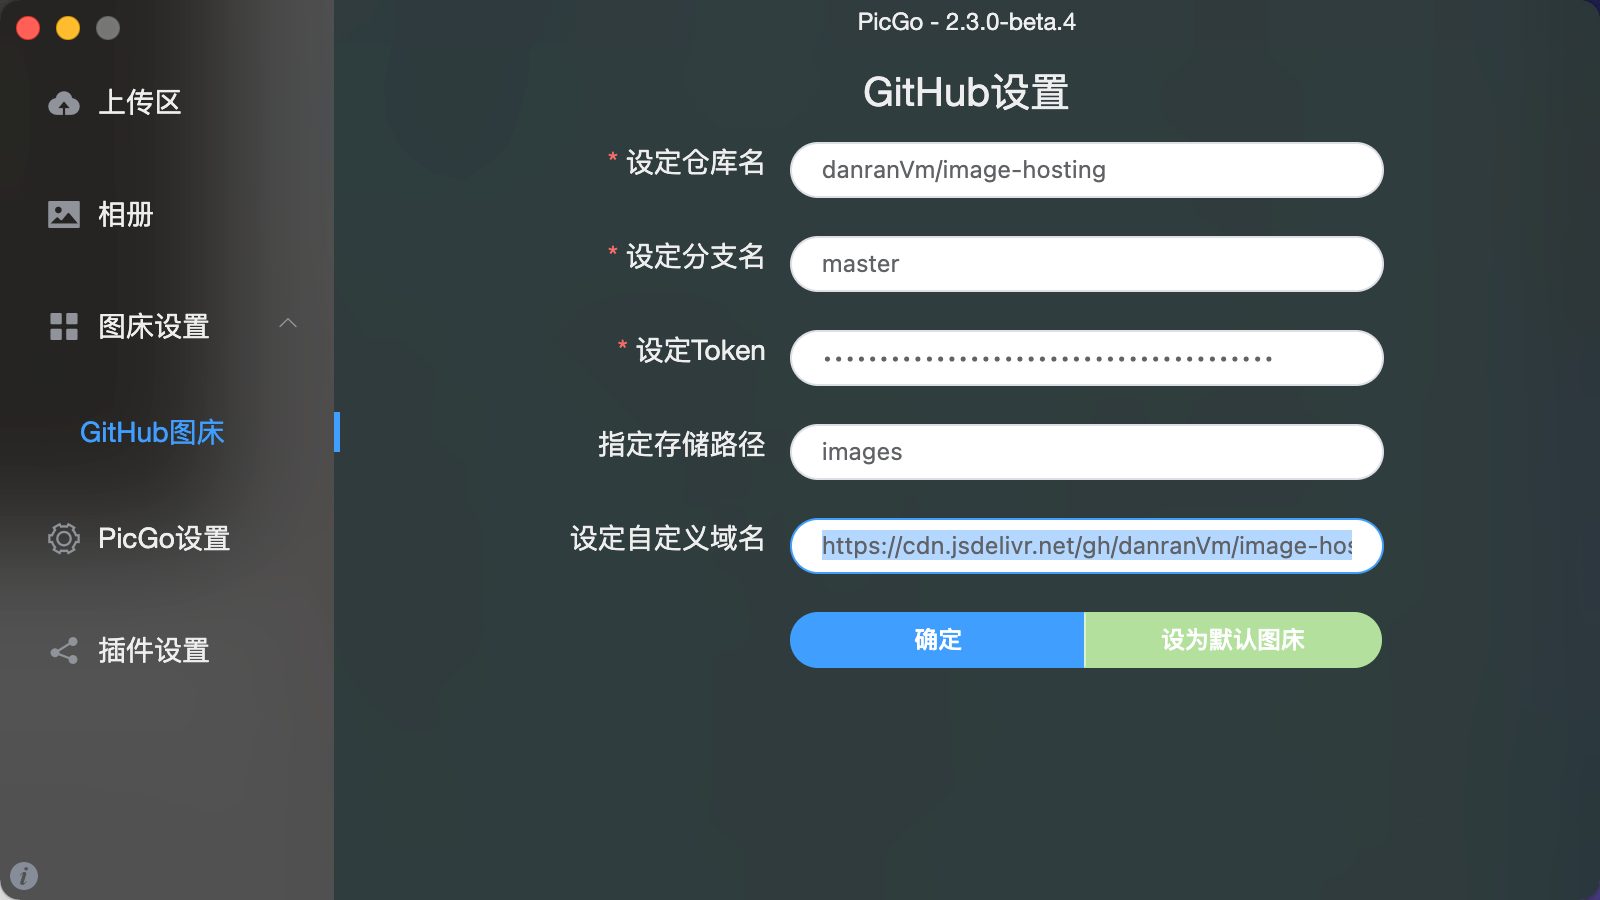 PicGo - 2.3.0-beta.4
上传区
相册
图床设置
GitHub图床
PicGo设置
插件设置
GitHub设置
* 设定仓库名
danranVm/image-hosting
* 设定分支名
master
* 设定Token
••••••••••••••••••••••••••••••••••••••••
指定存储路径
images
设定自定义域名
https://cdn.jsdelivr.net/gh/danranVm/image-hos
确定
设为默认图床